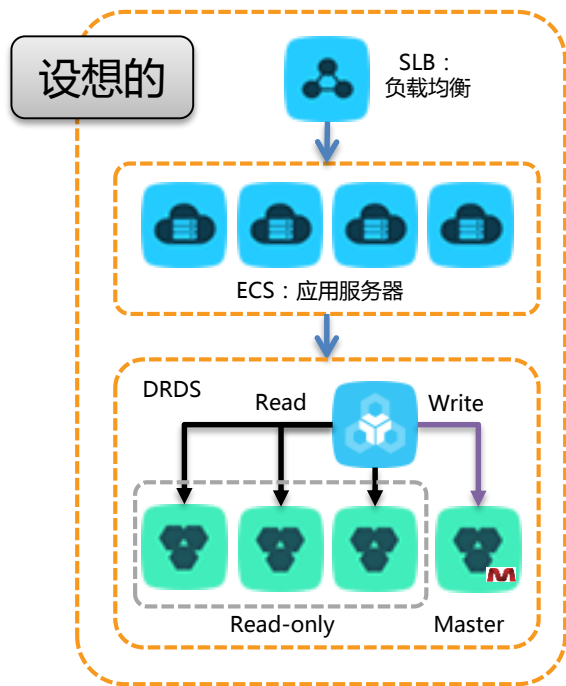 设想的
SLB：
负载均衡
ECS：应用服务器
DRDS
Read
Write
Read-only
Master